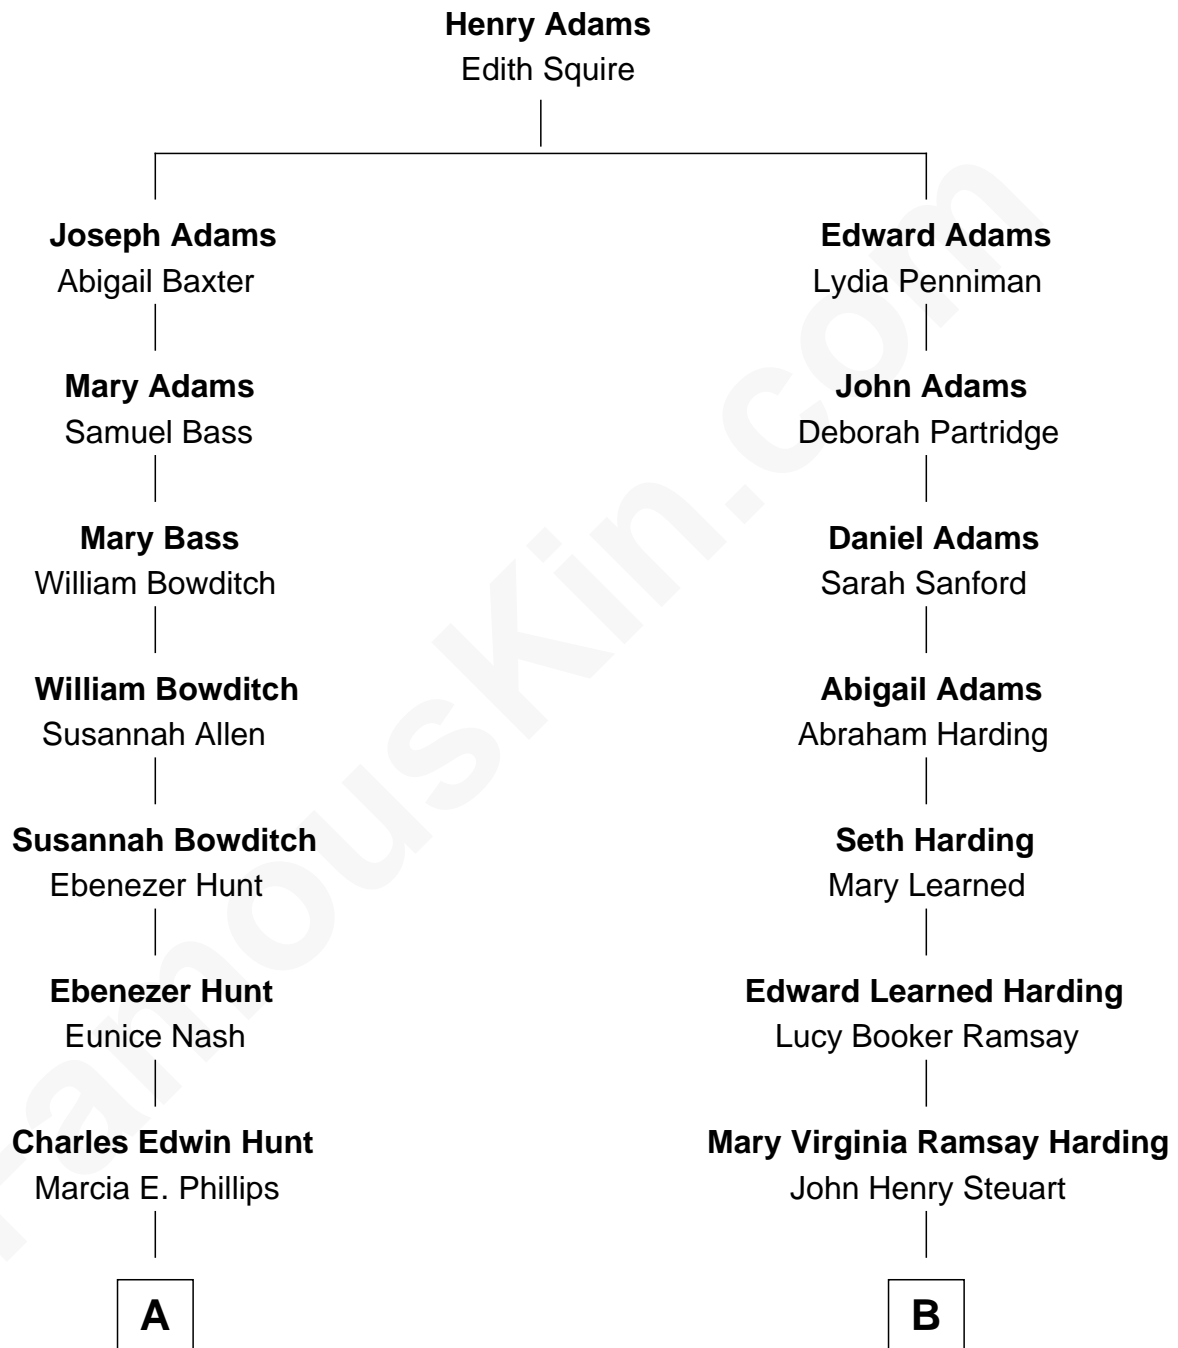 Henry Adams
Edith Squire
Joseph Adams
Abigail Baxter
Edward Adams
Lydia Penniman
Mary Adams
Samuel Bass
John Adams
Deborah Partridge
Mary Bass
William Bowditch
Daniel Adams
Sarah Sanford
William Bowditch
Susannah Allen
Abigail Adams
Abraham Harding
Susannah Bowditch
Ebenezer Hunt
Seth Harding
Mary Learned
Ebenezer Hunt
Eunice Nash
Edward Learned Harding
Lucy Booker Ramsay
Charles Edwin Hunt
Marcia E. Phillips
Mary Virginia Ramsay Harding
John Henry Steuart
A
B
FamousKin.com